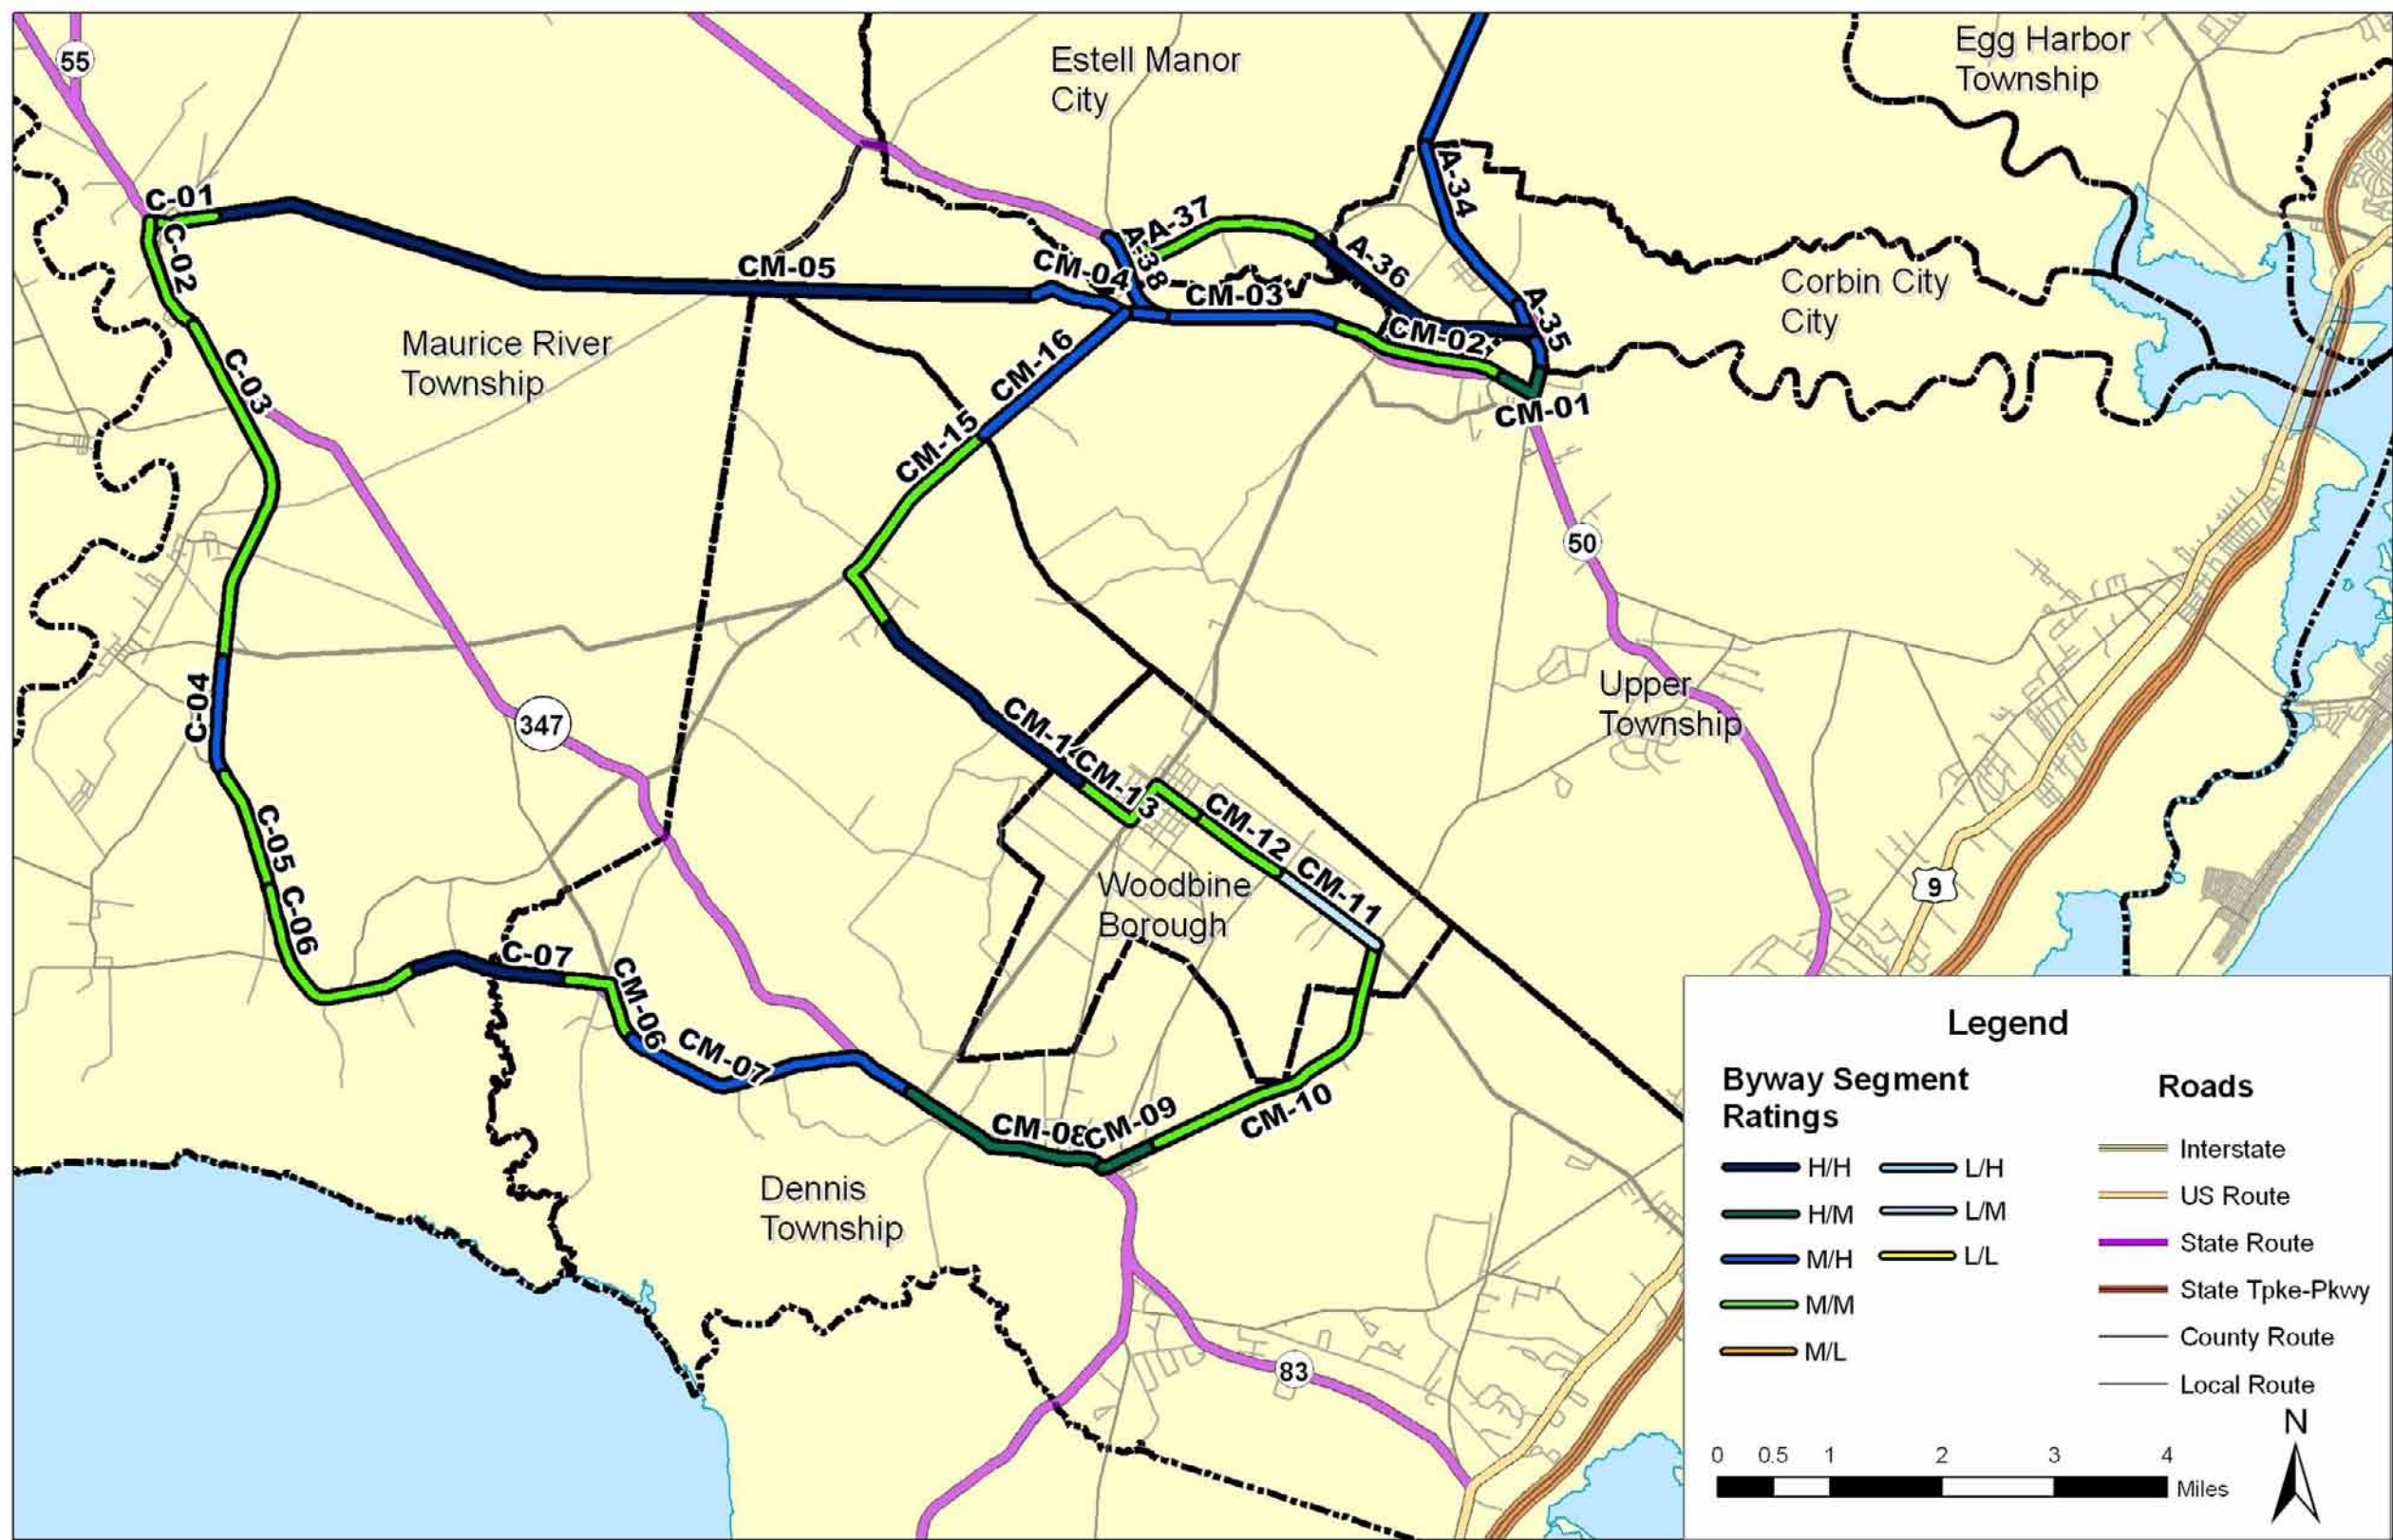 55
Estell Manor
City
Egg Harbor
Township
C-01
C-02
A-34
A-37
A-38
A-36
CM-05
CM-04
CM-03
A-35
CM-02
CM-01
Corbin City
City
Maurice River
Township
C-03
CM-16
CM-15
50
C-04
347
Upper
Township
CM-14
CM-13
CM-12
CM-11
C-05
C-06
Woodbine
Borough
9
C-07
CM-06
CM-07
CM-08
CM-09
CM-10
Dennis
Township
83
Legend
Byway Segment
Ratings
H/H
L/H
H/M
L/M
M/H
L/L
M/M
M/L
Roads
Interstate
US Route
State Route
State Tpke-Pkwy
County Route
Local Route
N
0 0.5 1 2 3 4
Miles